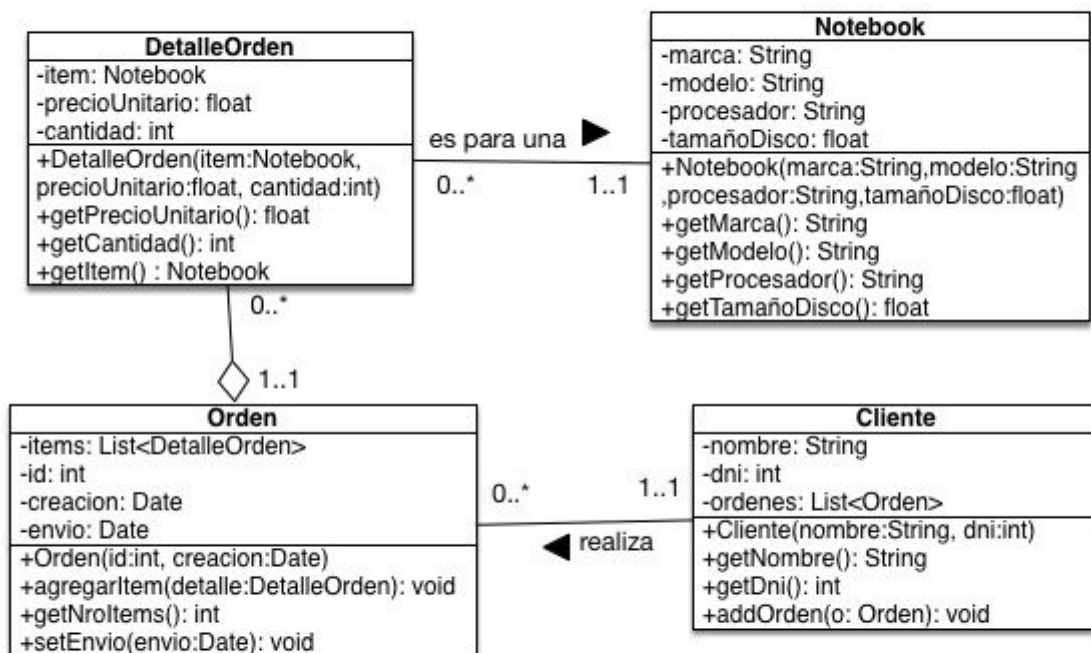 DetalleOrden
-item: Notebook
-precioUnitario: float
-cantidad: int
+DetalleOrden(item:Notebook,
precioUnitario:float, cantidad:int)
+getPrecioUnitario(): float
+getCantidad(): int
+getItem() : Notebook
es para una
0..*
1..1
Notebook
-marca: String
-modelo: String
-procesador: String
-tamañoDisco: float
+Notebook(marca:String,modelo:String
,procesador:String,tamañoDisco:float)
+getMarca(): String
+getModelo(): String
+getProcesador(): String
+getTamañoDisco(): float
0..*
1..1
Orden
-items: List<DetalleOrden>
-id: int
-creacion: Date
-envio: Date
+Orden(id:int, creacion:Date)
+agregarItem(detalle:DetalleOrden): void
+getNroItems(): int
+setEnvio(envio:Date): void
0..*
1..1
realiza
Cliente
-nombre: String
-dni: int
-ordenes: List<Orden>
+Cliente(nombre:String, dni:int)
+getNombre(): String
+getDni(): int
+addOrden(o: Orden): void